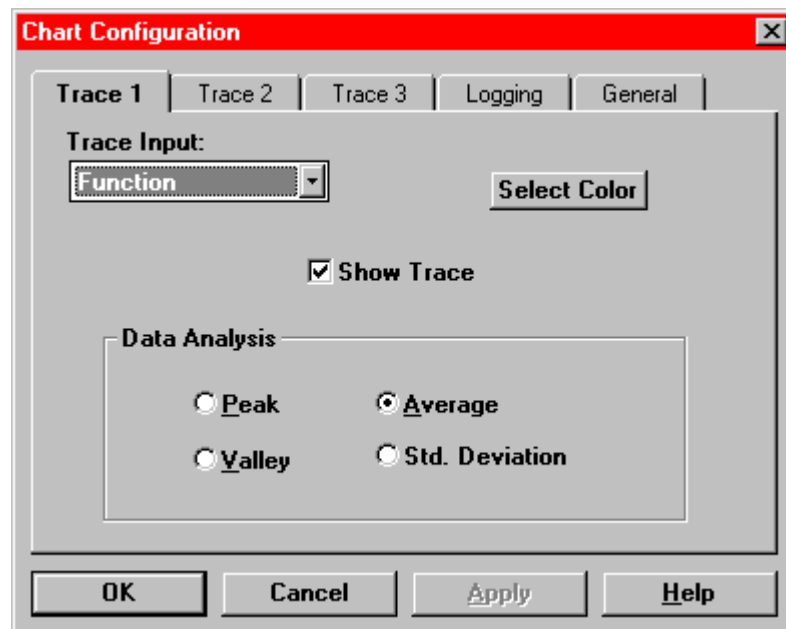 Chart Configuration
Trace 1 Trace 2 Trace 3 Logging General
Trace Input:
Function
Select Color
Show Trace
Data Analysis
Peak Average
Valley Std. Deviation
OK Cancel Apply Help